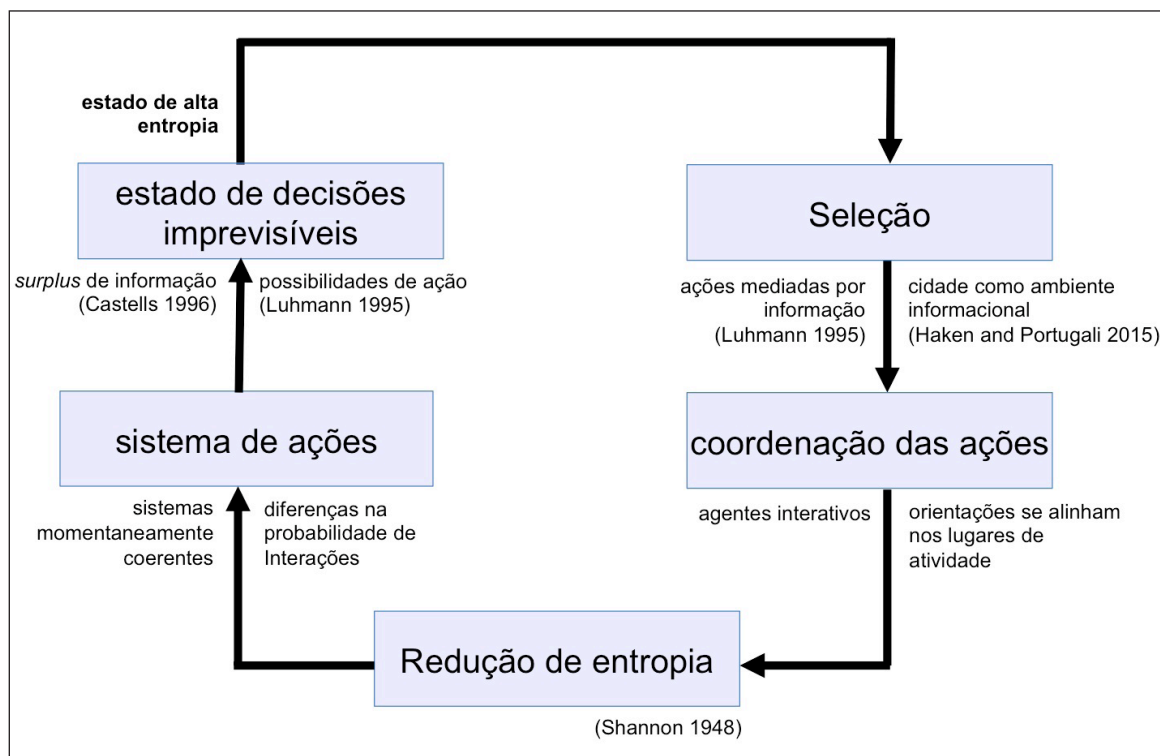 estado de alta
entropia
estado de decisões
imprevisíveis
surplus de informação
(Castells 1996)
possibilidades de ação
(Luhmann 1995)
Seleção
ações mediadas por
informação
(Luhmann 1995)
cidade como ambiente
informacional
(Haken and Portugali 2015)
sistema de ações
coordenação das ações
sistemas
momentaneamente
coerentes
diferenças na
probabilidade de
Interações
agentes interativos
orientações se alinham
nos lugares de
atividade
Redução de entropia
(Shannon 1948)